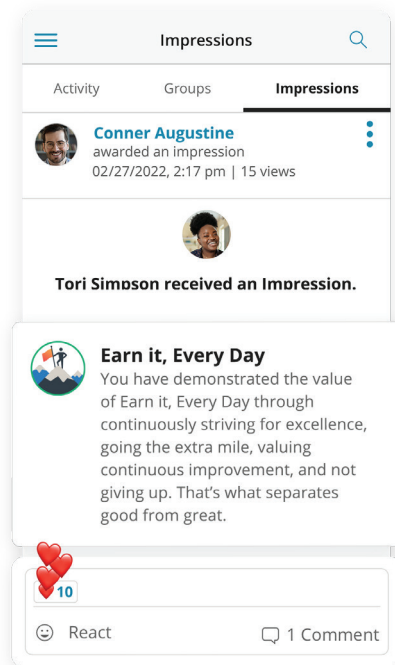 Impressions
Activity Groups Impressions
Conner Augustine
awarded an impression
02/27/2022, 2:17 pm | 15 views
Tori Simpson received an Impression.
Earn it, Every Day
You have demonstrated the value
of Earn it, Every Day through
continuously striving for excellence,
going the extra mile, valuing
continuous improvement, and not
giving up. That’s what separates
good from great.
10
React 1 Comment